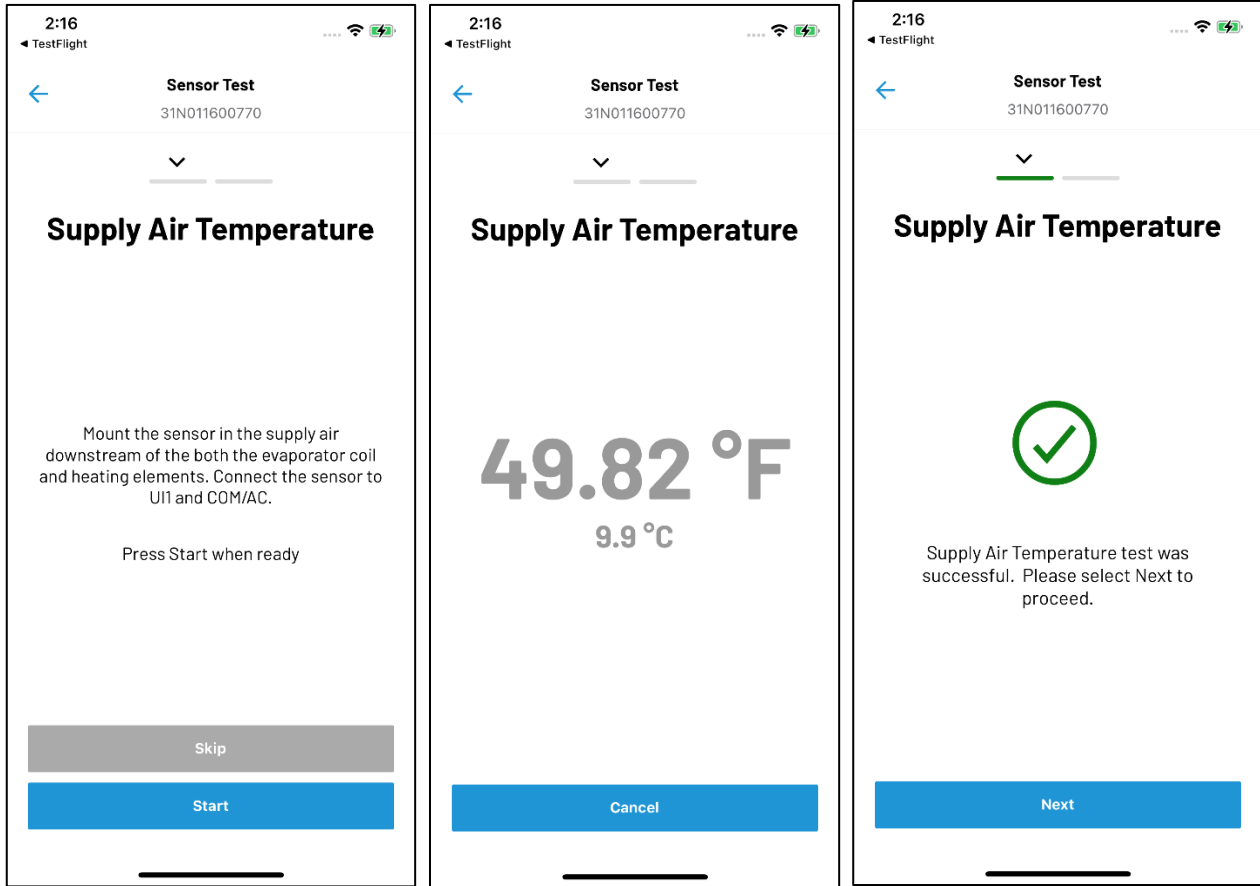 2:16
◀ TestFlight
Sensor Test
31N011600770
Supply Air Temperature
Mount the sensor in the supply air
downstream of the both the evaporator coil
and heating elements. Connect the sensor to
UI1 and COM/AC.
Press Start when ready
Skip
Start
2:16
◀ TestFlight
Sensor Test
31N011600770
Supply Air Temperature
49.82 °F
9.9 °C
Cancel
2:16
◀ TestFlight
Sensor Test
31N011600770
Supply Air Temperature
Supply Air Temperature test was
successful.  Please select Next to
proceed.
Next